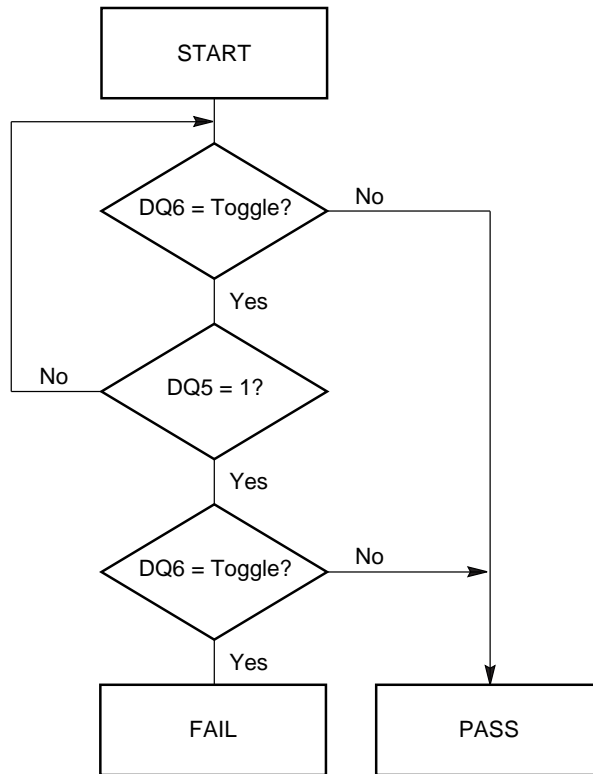 START
DQ6 = Toggle?
No
Yes
No
DQ5 = 1?
Yes
DQ6 = Toggle?
No
Yes
FAIL
PASS